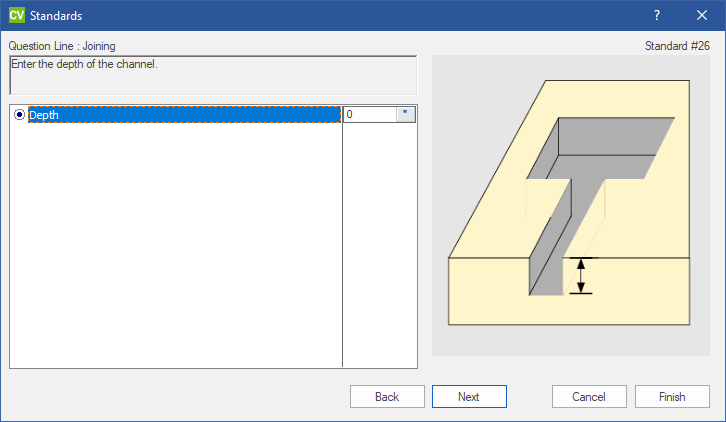 CV Standards ?
Question Line : Joining Standard #26
Enter the depth of the channel.
Depth 0 "
Back Next Cancel Finish